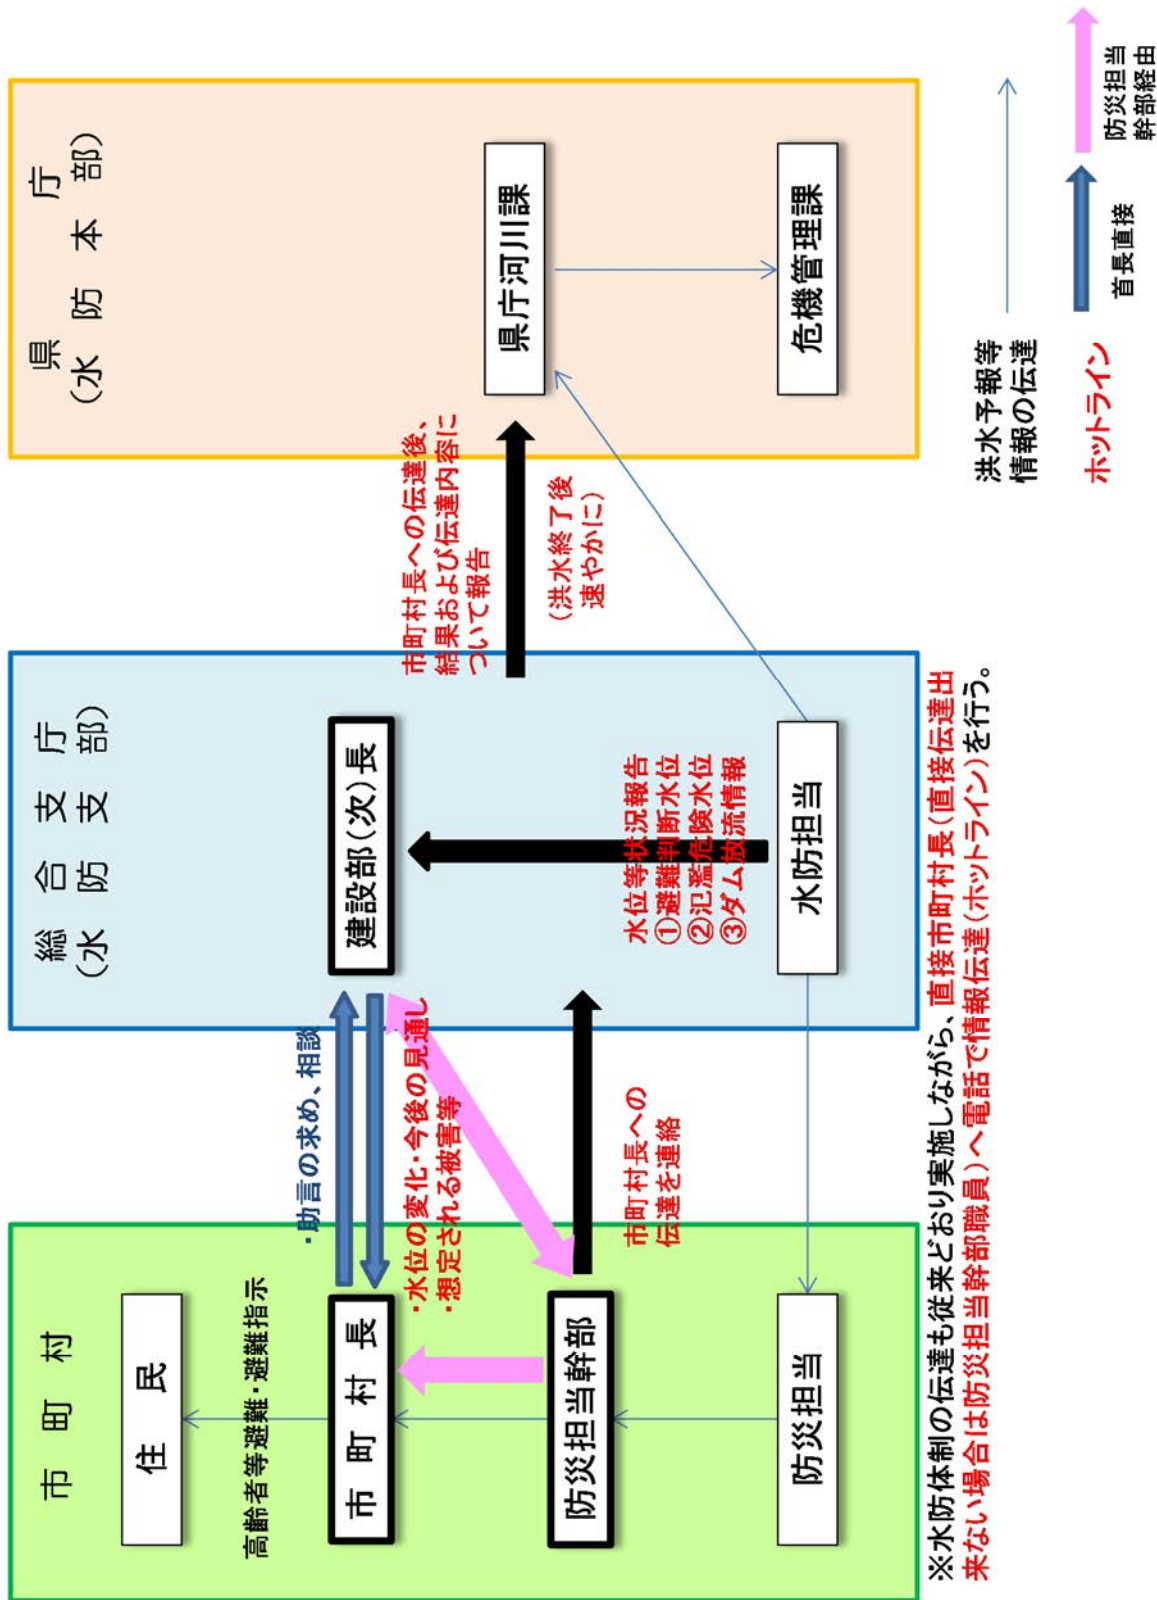 市 町 村
住 民
高齢者等避難・避難指示
市 町 村 長
防災担当幹部
防災担当
・助言の求め、相談
・水位の変化・今後の見通し
・想定される被害等
市町村長への
伝達を連絡
総 合 支 庁
(水 防 支 部)
建設部(次)長
水位等状況報告
①避難判断水位
②氾濫危険水位
③ダム放流情報
水防担当
市町村長への伝達後、
結果および伝達内容に
ついて報告
(洪水終了後
速やかに)
県 庁
(水 防 本 部)
県庁河川課
危機管理課
※水防体制の伝達も従来どおり実施しながら、直接市町村長(直接伝達出
来ない場合は防災担当幹部職員)へ電話で情報伝達(ホットライン)を行う。
洪水予報等
情報の伝達
ホットライン
首長直接
防災担当
幹部経由